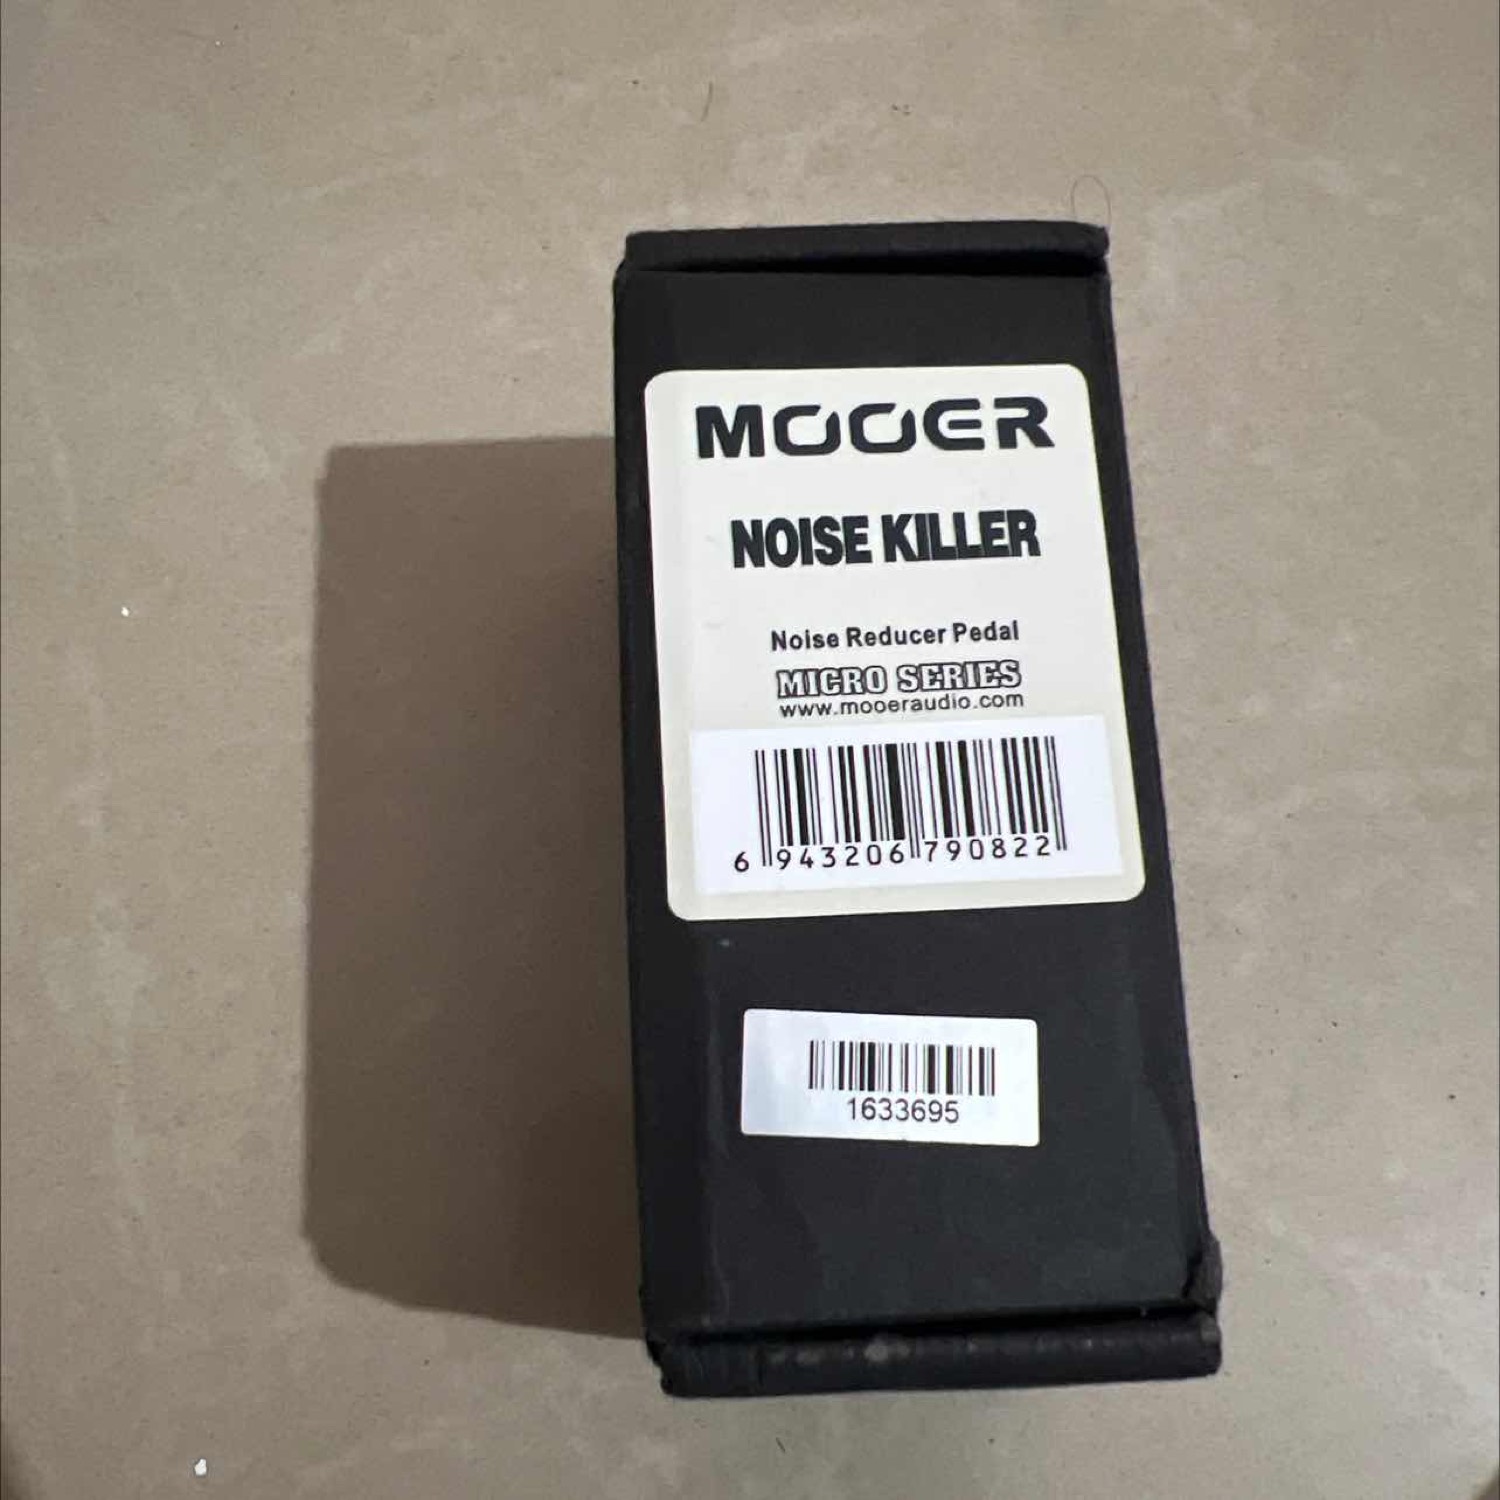 MOOER
NOISE KILLER
Noise Reducer Pedal
MICRO SERIES
www.mooeraudio.com
6 943206 790822
1633695